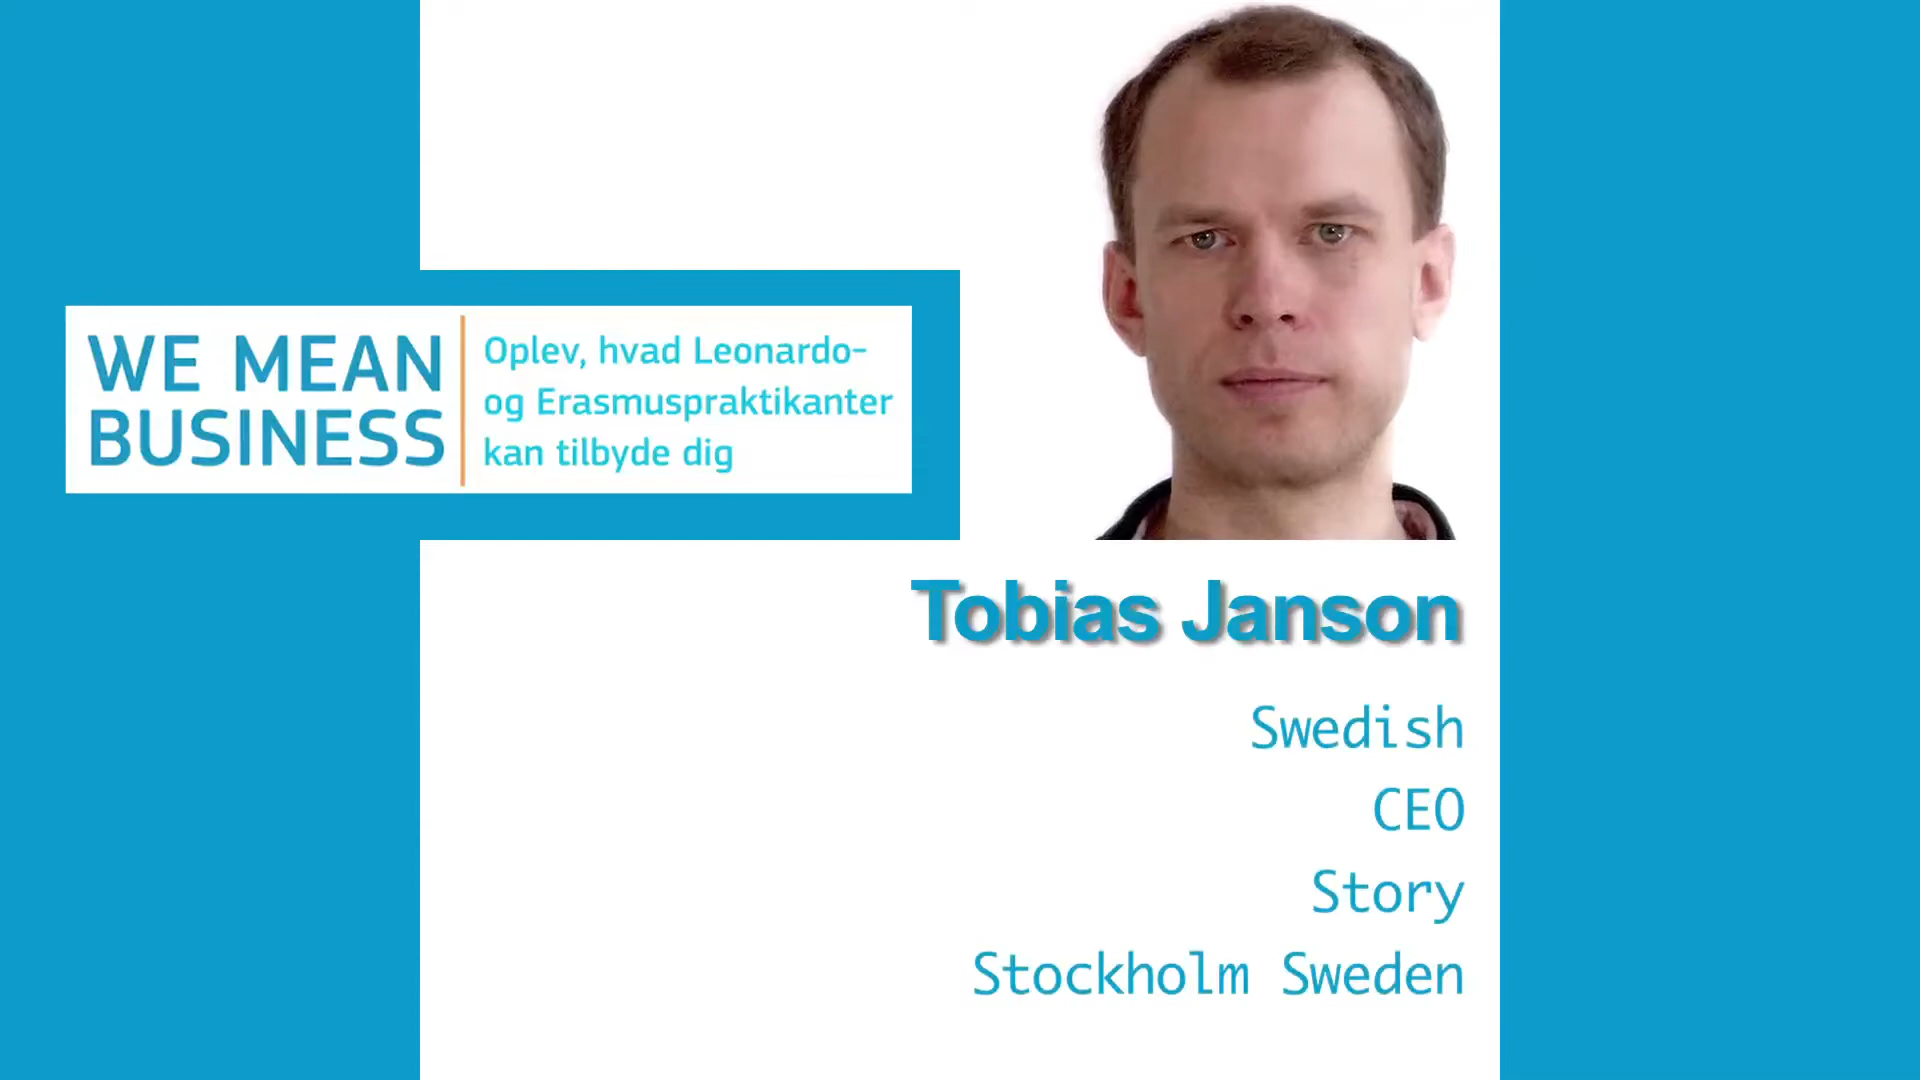 WE MEAN
BUSINESS
Oplev, hvad Leonardo-
og Erasmuspraktikanter
kan tilbyde dig
Tobias Janson
Swedish
CEO
Story
Stockholm Sweden